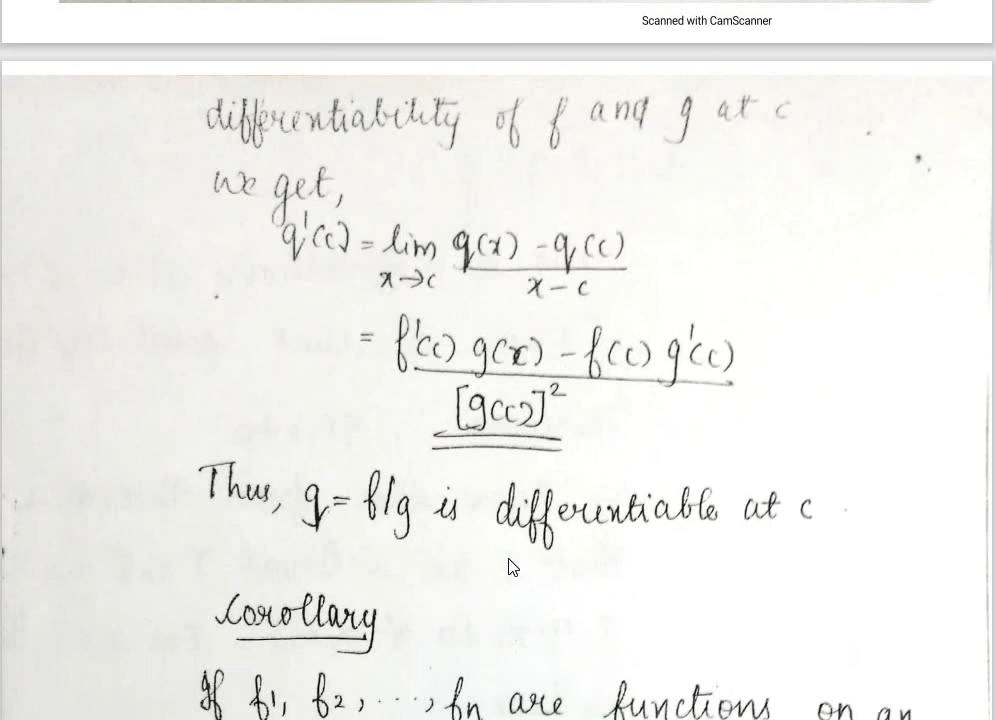 Scanned with CamScanner
differentiability of f and g at c
we get,
q'(c) = lim x→c q(x) - q(c) / x - c
= f'(c) g(x) - f(c) g'(c) / [g(c)]²
Thus, q = f/g is differentiable at c
Corollary
If f1, f2, ..., fn are functions on an